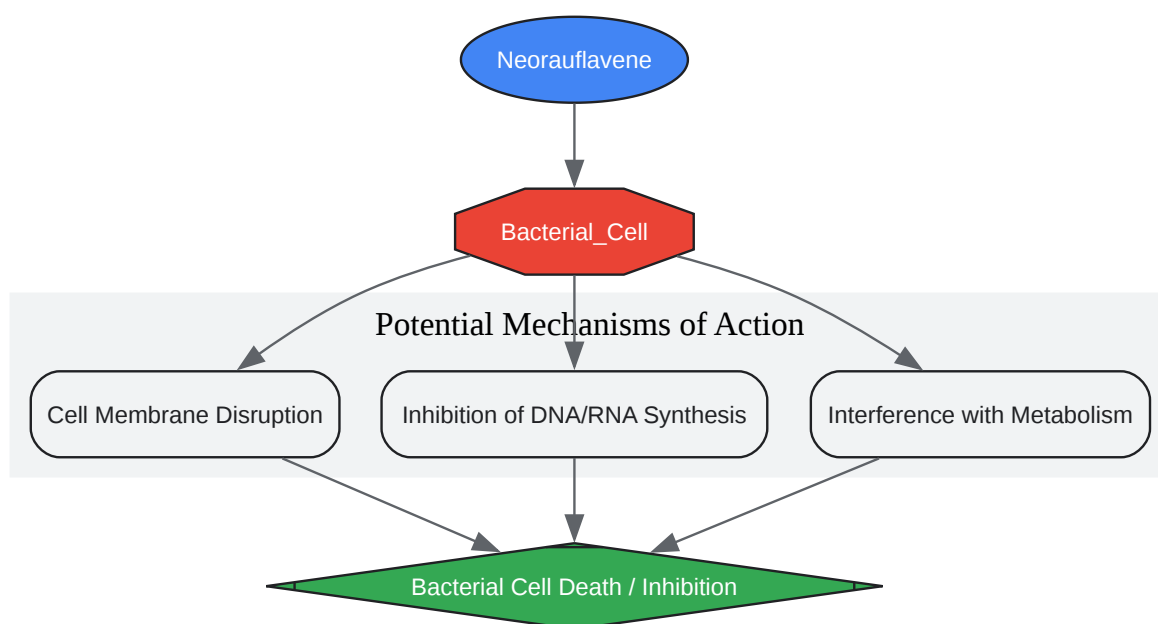 Neorauflavene
Bacterial_Cell
Potential Mechanisms of Action
Cell Membrane Disruption
Inhibition of DNA/RNA Synthesis
Interference with Metabolism
Bacterial Cell Death / Inhibition